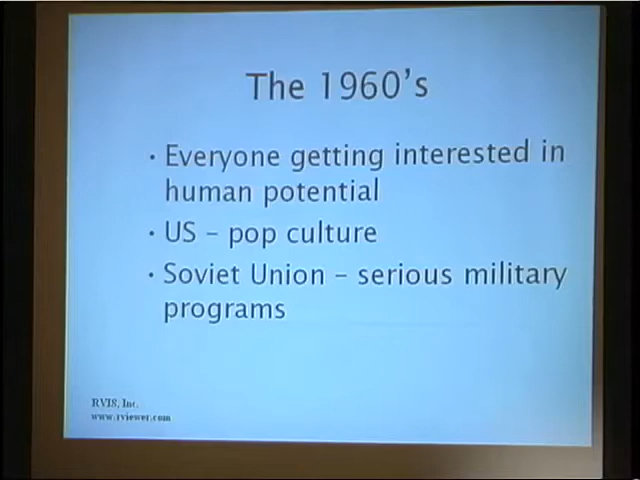 The 1960's
• Everyone getting interested in
human potential
• US – pop culture
• Soviet Union – serious military
programs
RVIS, Inc.
www.rviewer.com